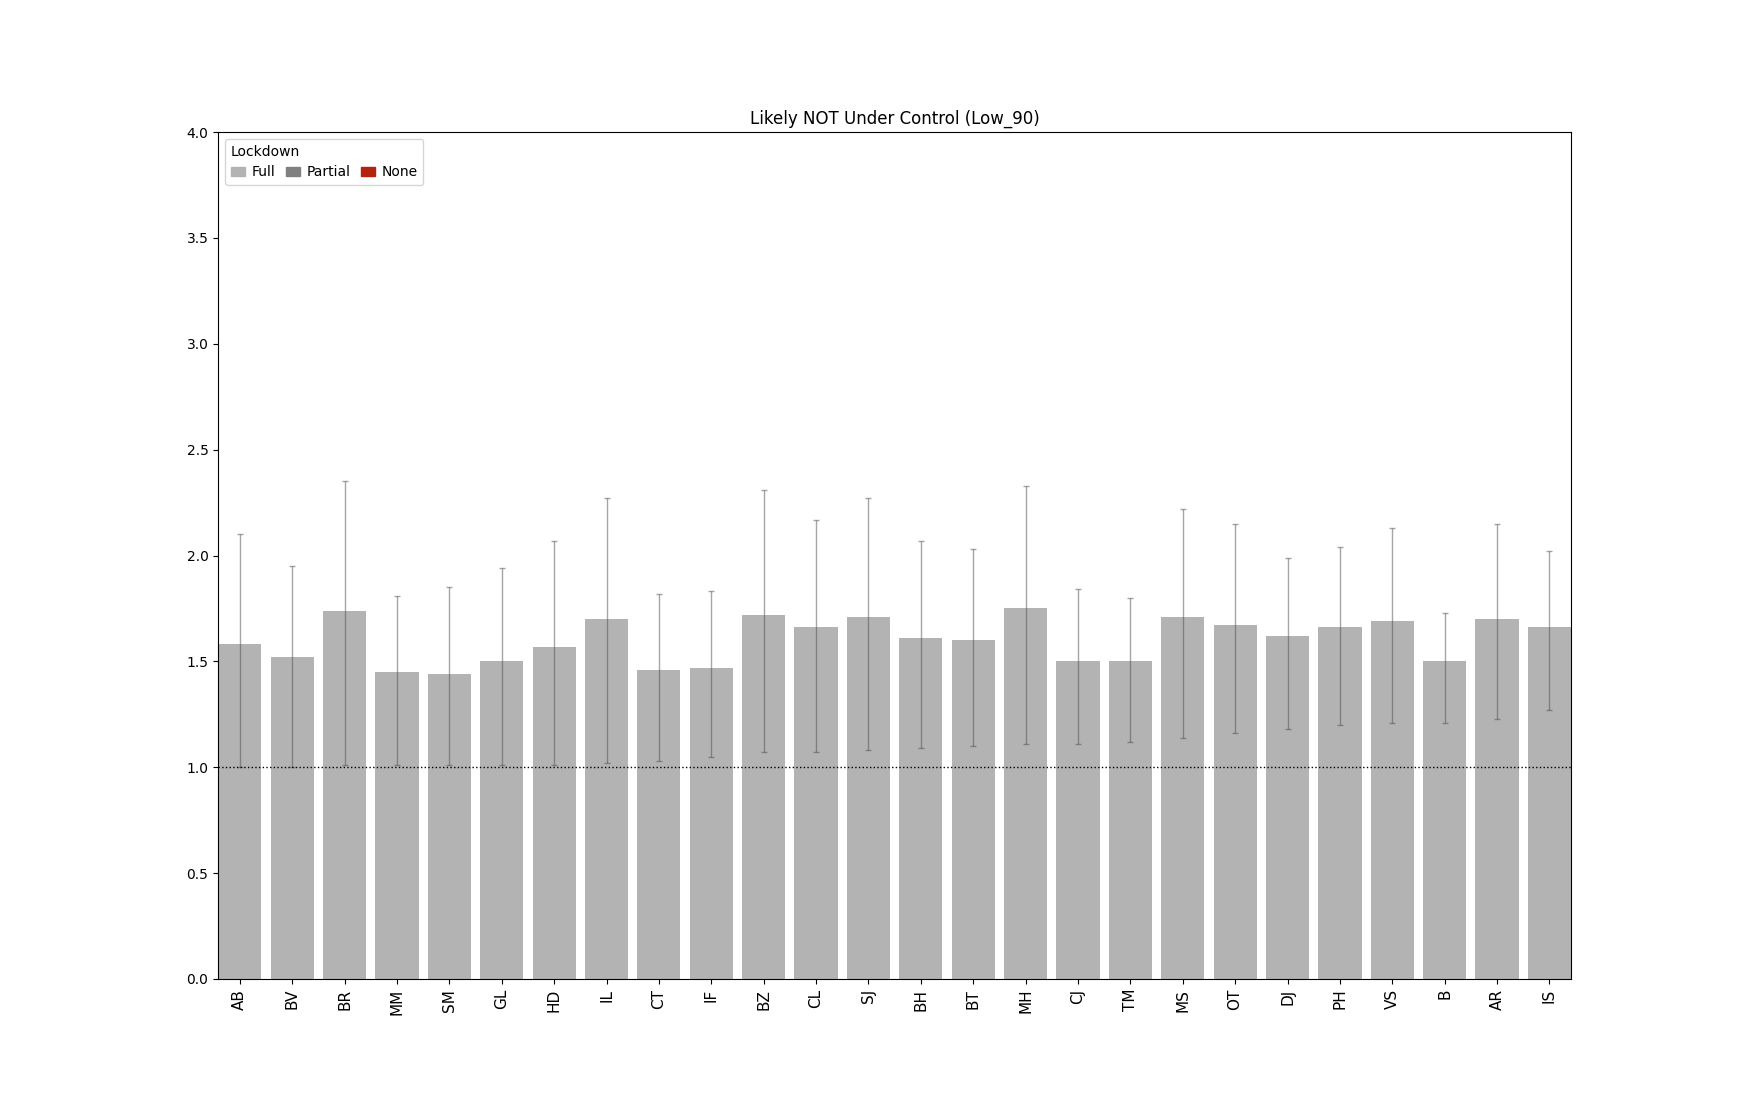 Likely NOT Under Control (Low_90)
4.0
Lockdown
Full Partial None
3.5
3.0
2.5
2.0
1.5
1.0
0.5
0.0
AB BV BR MM SM GL HD IL CT IF BZ CL SJ BH BT MH CJ TM MS OT DJ PH VS B AR IS